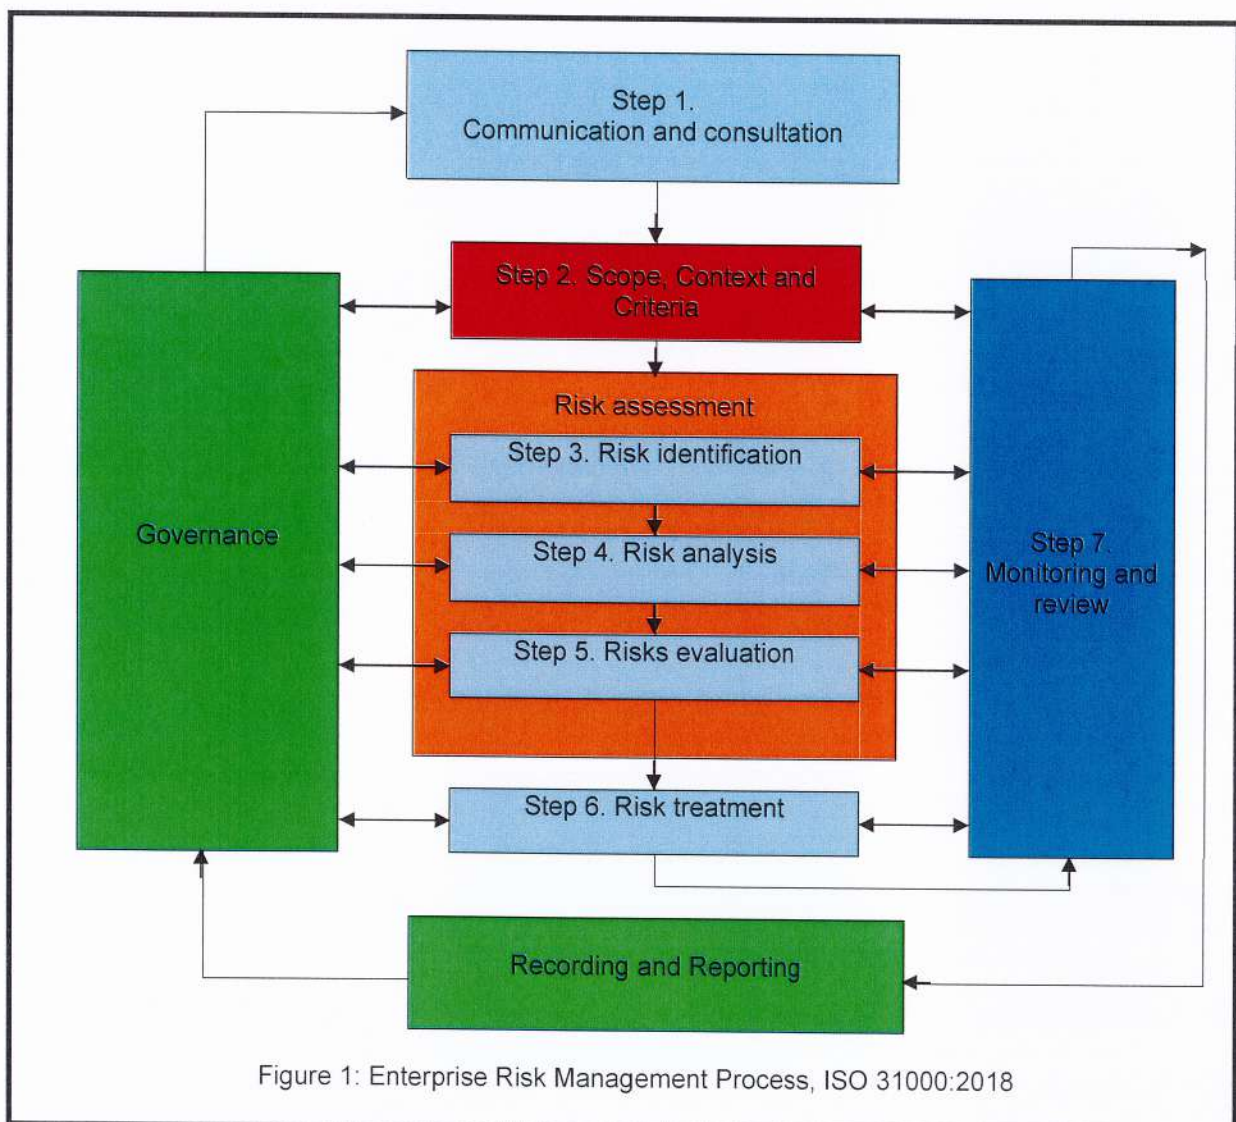 Step 1.
Communication and consultation
Step 2. Scope, Context and
Criteria
Risk assessment
Step 3. Risk identification
Governance
Step 4. Risk analysis
Step 7.
Monitoring and
review
Step 5. Risks evaluation
Step 6. Risk treatment
Recording and Reporting
Figure 1: Enterprise Risk Management Process, ISO 31000:2018